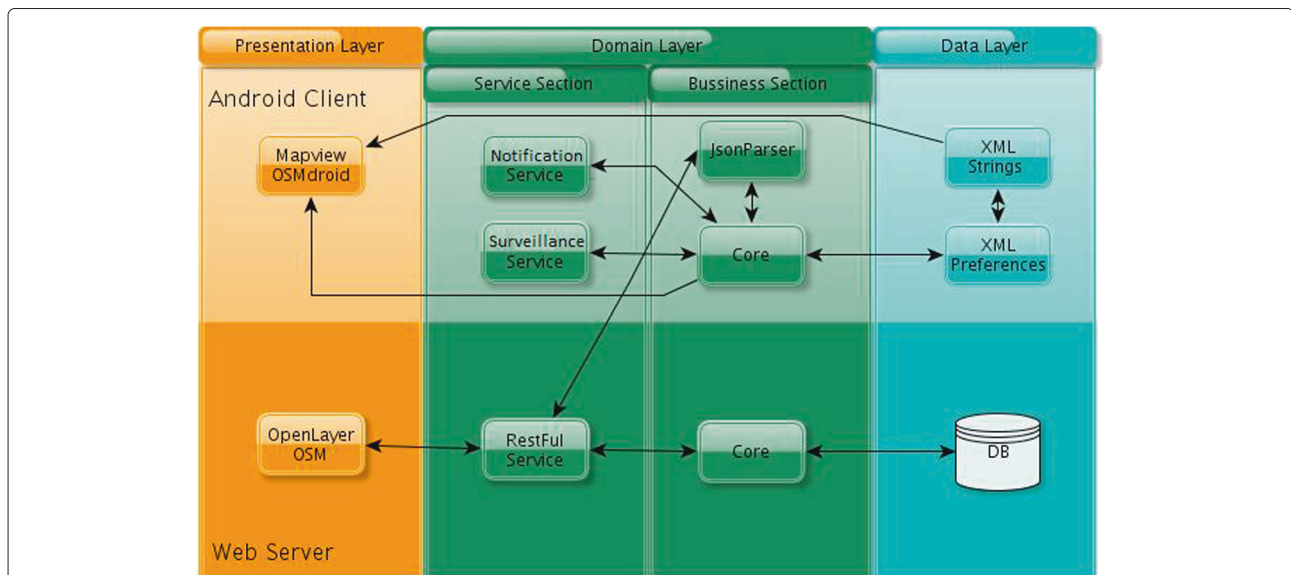 Presentation Layer
Domain Layer
Data Layer
Service Section
Bussiness Section
Android Client
Mapview
OSMdroid
Notification
Service
JsonParser
XML
Strings
Surveillance
Service
Core
XML
Preferences
OpenLayer
OSM
RestFul
Service
Core
DB
Web Server